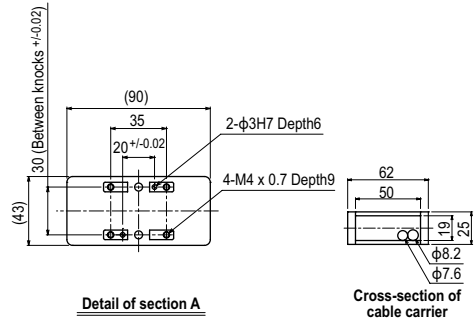 30 (Between knocks +/-0.02)
(90)
35
2-ϕ3H7 Depth6
20+/-0.02
4-M4 x 0.7 Depth9
(43)
62
50
19
25
ϕ8.2
ϕ7.6
Detail of section A
Cross-section of
cable carrier